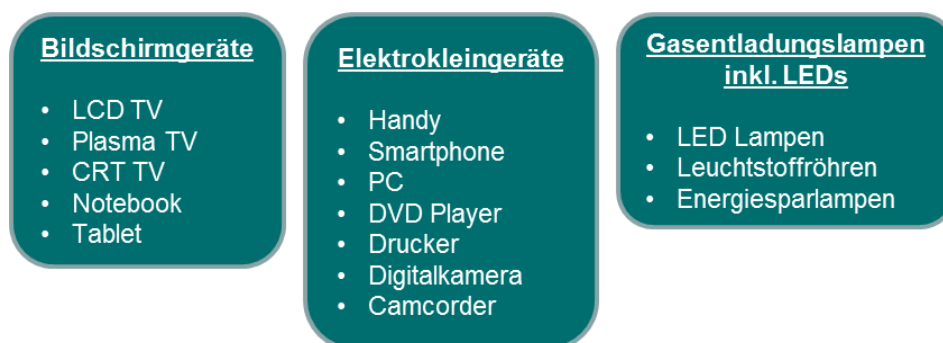 Bildschirmgeräte
• LCD TV
• Plasma TV
• CRT TV
• Notebook
• Tablet
Elektrokleingeräte
• Handy
• Smartphone
• PC
• DVD Player
• Drucker
• Digitalkamera
• Camcorder
Gasentladungslampen
inkl. LEDs
• LED Lampen
• Leuchtstoffröhren
• Energiesparlampen